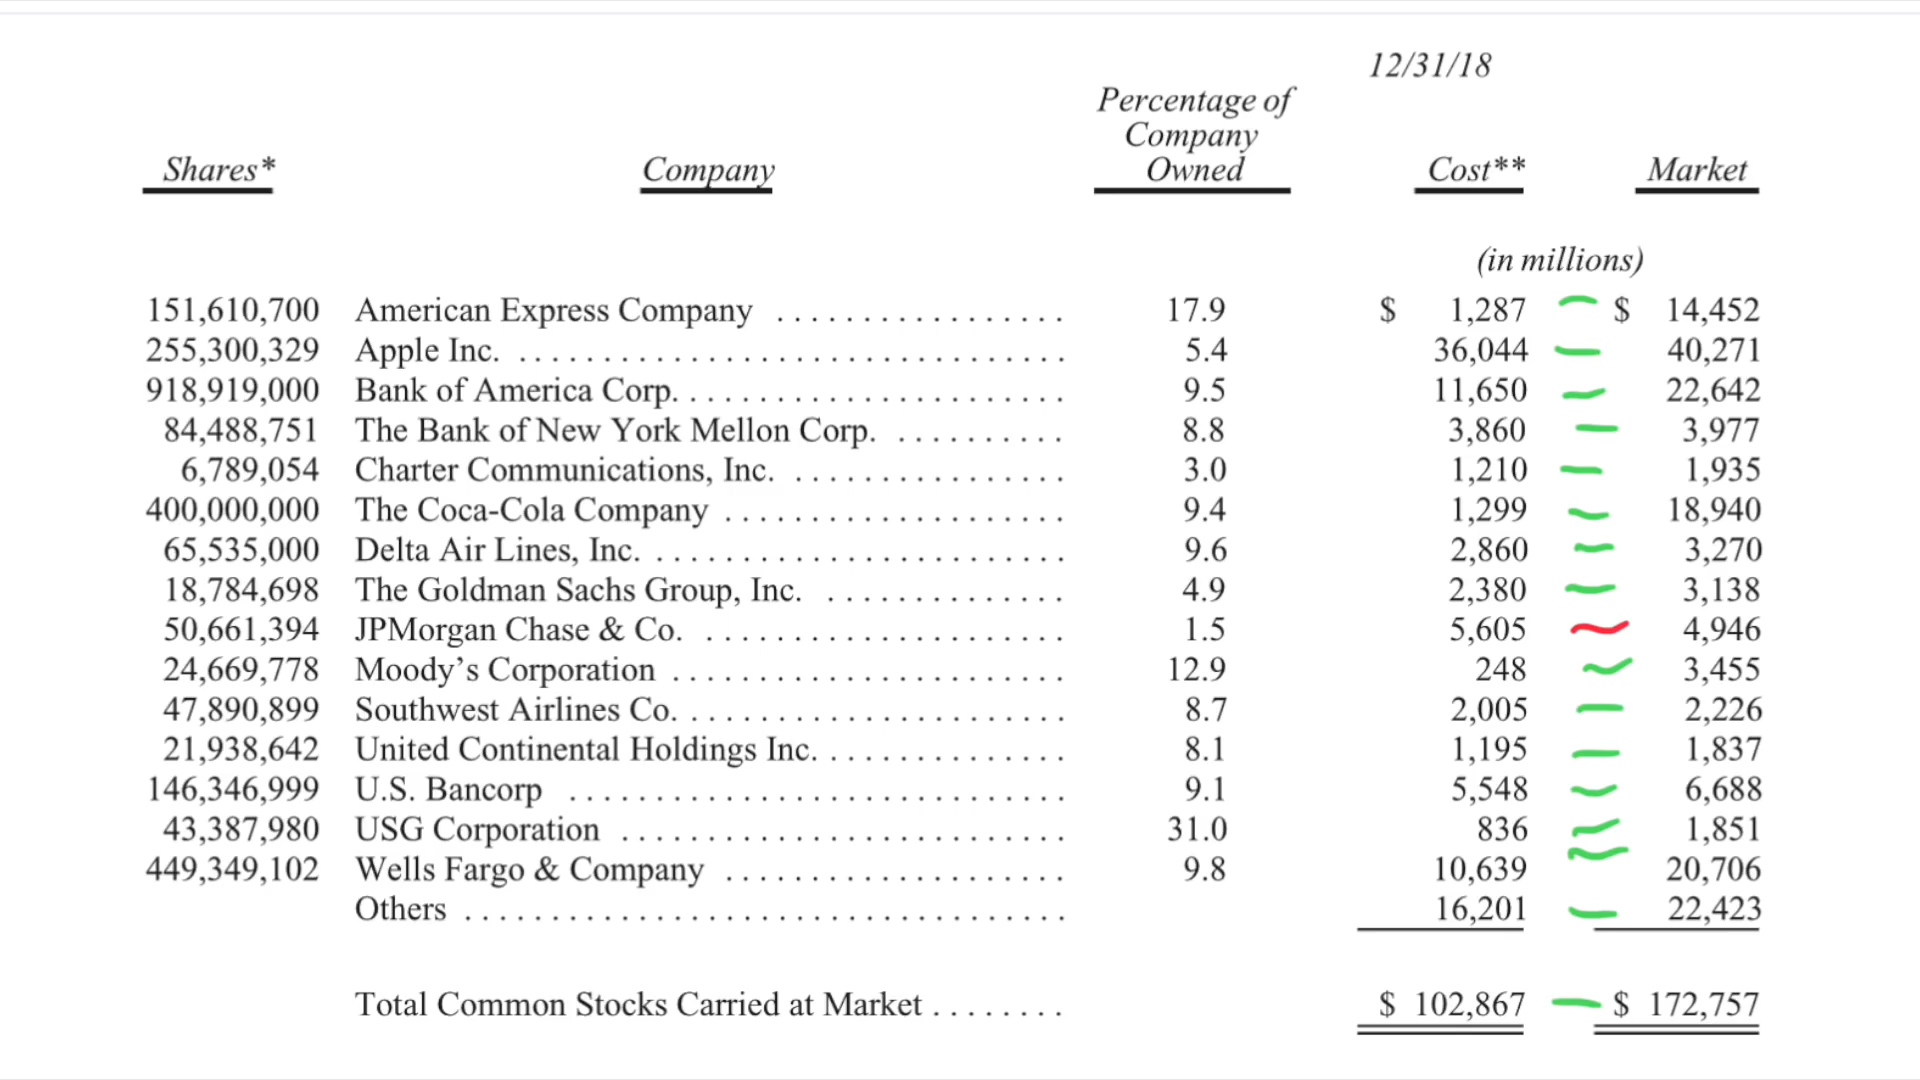 12/31/18
Percentage of
Company
Shares* Company Owned Cost** Market
(in millions)
151,610,700 American Express Company ................. 17.9 $ 1,287 $ 14,452
255,300,329 Apple Inc. ................................ 5.4 36,044 40,271
918,919,000 Bank of America Corp. ....................... 9.5 11,650 22,642
84,488,751 The Bank of New York Mellon Corp. .......... 8.8 3,860 3,977
6,789,054 Charter Communications, Inc. ................ 3.0 1,210 1,935
400,000,000 The Coca-Cola Company .................... 9.4 1,299 18,940
65,535,000 Delta Air Lines, Inc. ........................ 9.6 2,860 3,270
18,784,698 The Goldman Sachs Group, Inc. .............. 4.9 2,380 3,138
50,661,394 JPMorgan Chase & Co. ..................... 1.5 5,605 4,946
24,669,778 Moody’s Corporation ....................... 12.9 248 3,455
47,890,899 Southwest Airlines Co. ...................... 8.7 2,005 2,226
21,938,642 United Continental Holdings Inc. .............. 8.1 1,195 1,837
146,346,999 U.S. Bancorp ............................. 9.1 5,548 6,688
43,387,980 USG Corporation .......................... 31.0 836 1,851
449,349,102 Wells Fargo & Company .................... 9.8 10,639 20,706
Others ................................... 16,201 22,423
Total Common Stocks Carried at Market ........ $ 102,867 $ 172,757